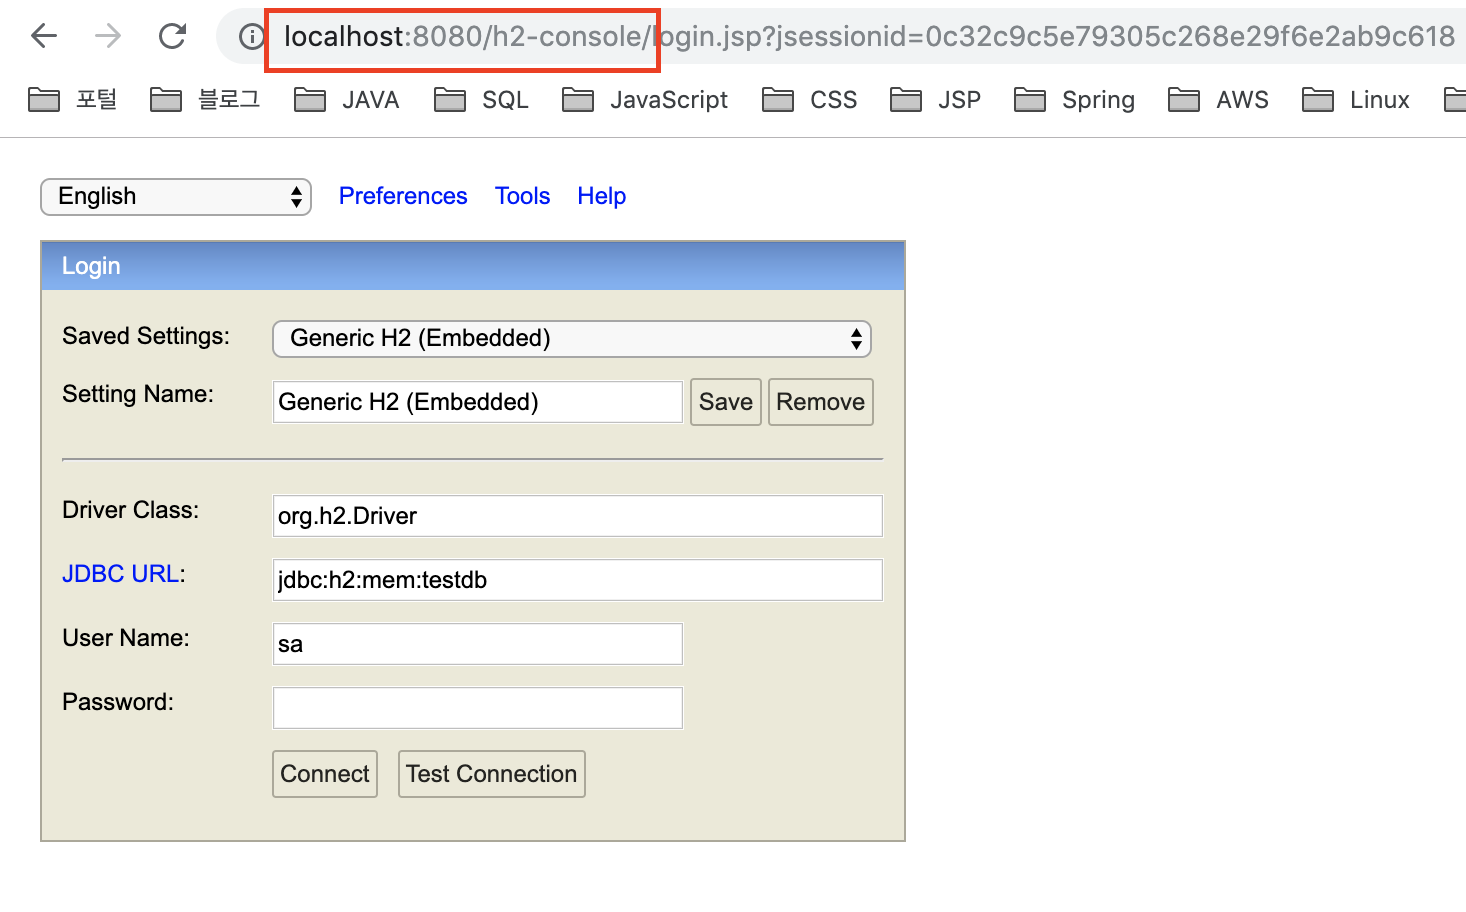 localhost:8080/h2-console/login.jsp?jsessionid=0c32c9c5e79305c268e29f6e2ab9c618
포털 블로그 JAVA SQL JavaScript CSS JSP Spring AWS Linux
English Preferences Tools Help
Login
Saved Settings: Generic H2 (Embedded)
Setting Name: Generic H2 (Embedded) Save Remove
Driver Class: org.h2.Driver
JDBC URL: jdbc:h2:mem:testdb
User Name: sa
Password:
Connect Test Connection